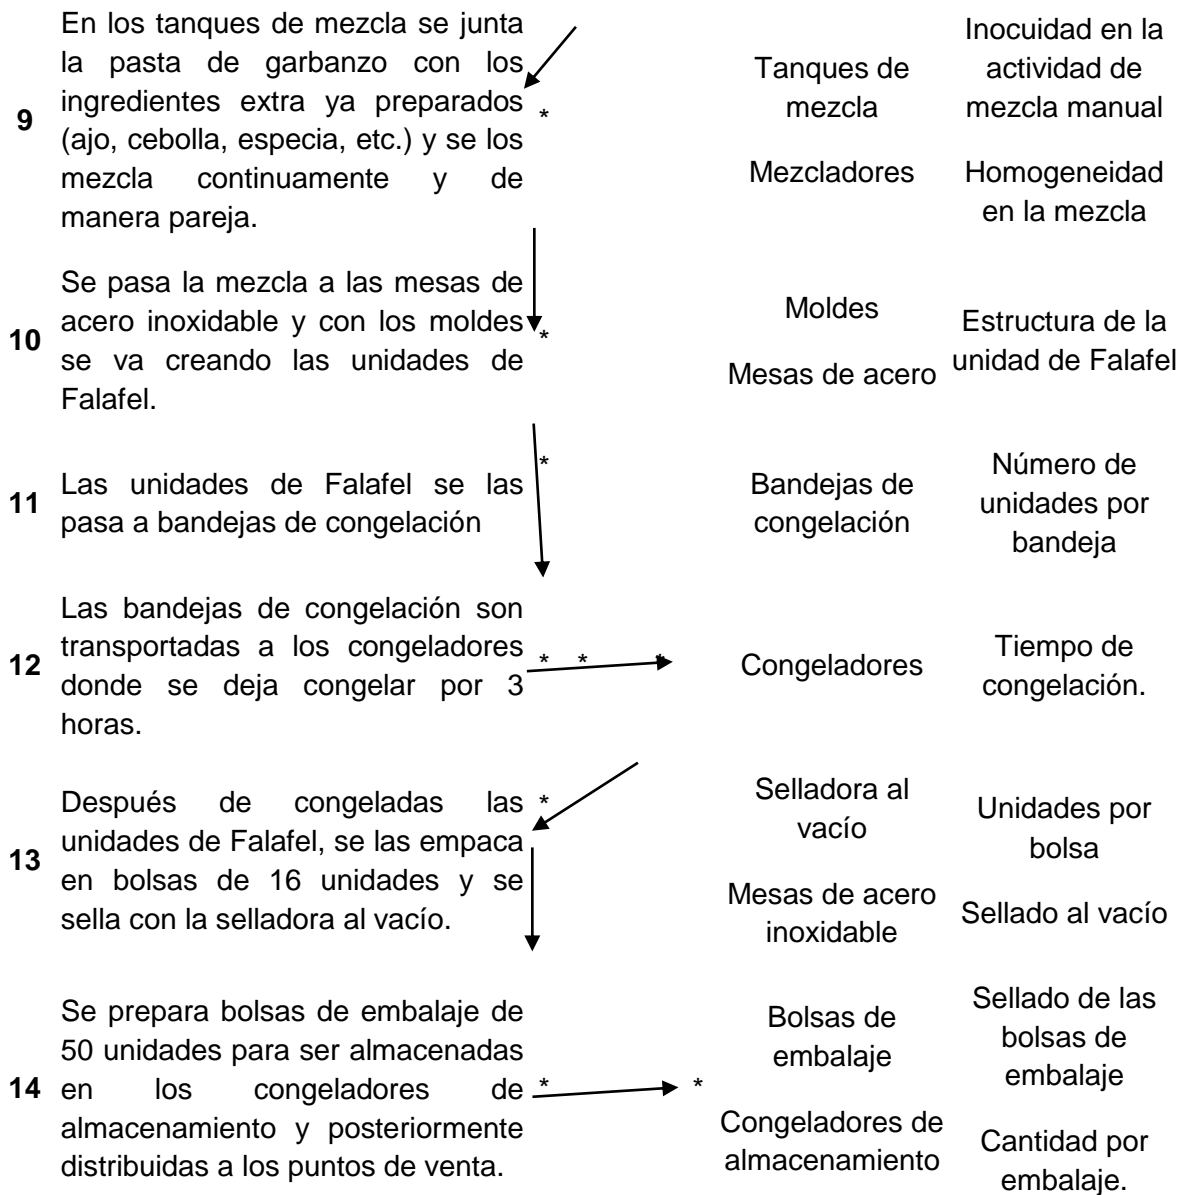 En los tanques de mezcla se junta
la pasta de garbanzo con los
ingredientes extra ya preparados
9
(ajo, cebolla, especia, etc.) y se los
mezcla continuamente y de
manera pareja.
*
Tanques de
mezcla
Mezcladores
Inocuidad en la
actividad de
mezcla manual
Homogeneidad
en la mezcla
Se pasa la mezcla a las mesas de
acero inoxidable y con los moldes
10
se va creando las unidades de
Falafel.
*
Moldes
Mesas de acero
Estructura de la
unidad de Falafel
11
Las unidades de Falafel se las
pasa a bandejas de congelación
*
Bandejas de
congelación
Número de
unidades por
bandeja
Las bandejas de congelación son
transportadas a los congeladores
12
donde se deja congelar por 3
horas.
* * *
Congeladores
Tiempo de
congelación.
Después de congeladas las
unidades de Falafel, se las empaca
13
en bolsas de 16 unidades y se
sella con la selladora al vacío.
*
Selladora al
vacío
Mesas de acero
inoxidable
Unidades por
bolsa
Sellado al vacío
Se prepara bolsas de embalaje de
50 unidades para ser almacenadas
14
en los congeladores de
almacenamiento y posteriormente
distribuidas a los puntos de venta.
* *
Bolsas de
embalaje
Congeladores de
almacenamiento
Sellado de las
bolsas de
embalaje
Cantidad por
embalaje.